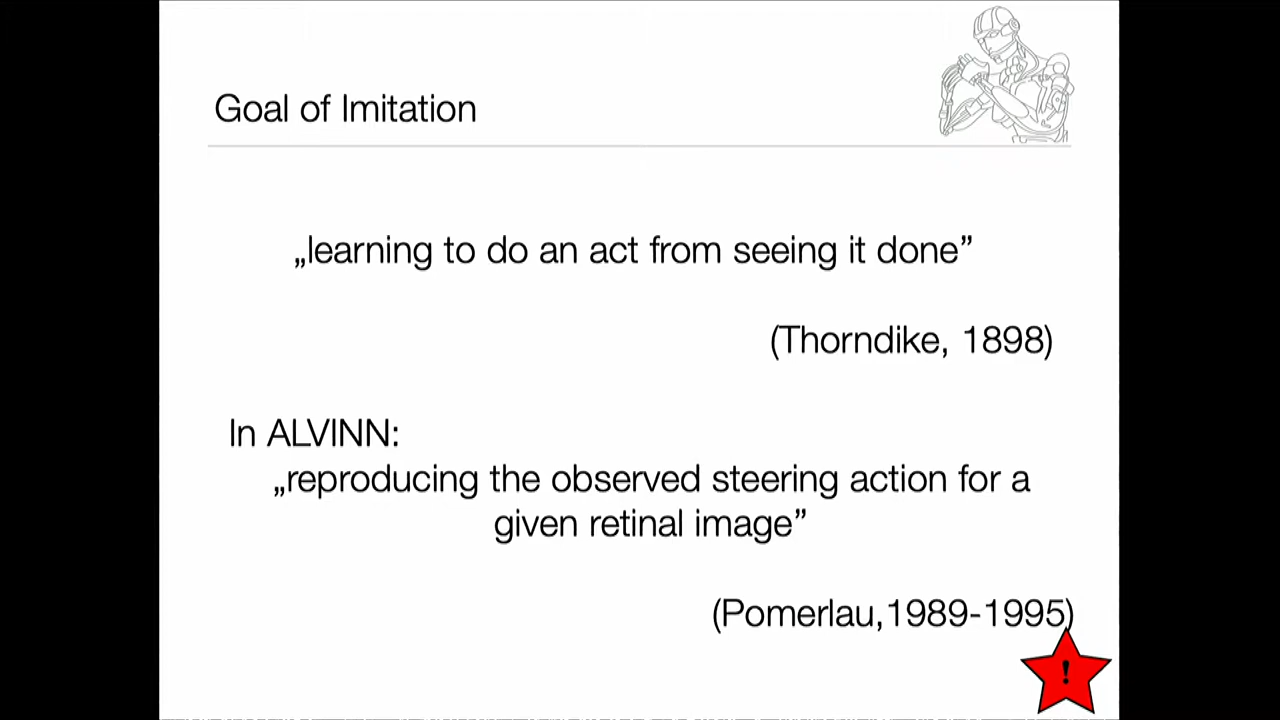 Goal of Imitation
„learning to do an act from seeing it done”
(Thorndike, 1898)
In ALVINN:
„reproducing the observed steering action for a
given retinal image”
(Pomerlau,1989-1995)
!